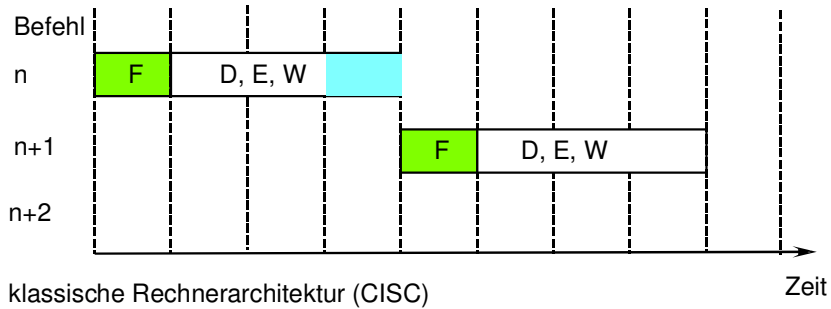 Befehl
n F D, E, W
n+1 F D, E, W
n+2
Zeit
klassische Rechnerarchitektur (CISC)